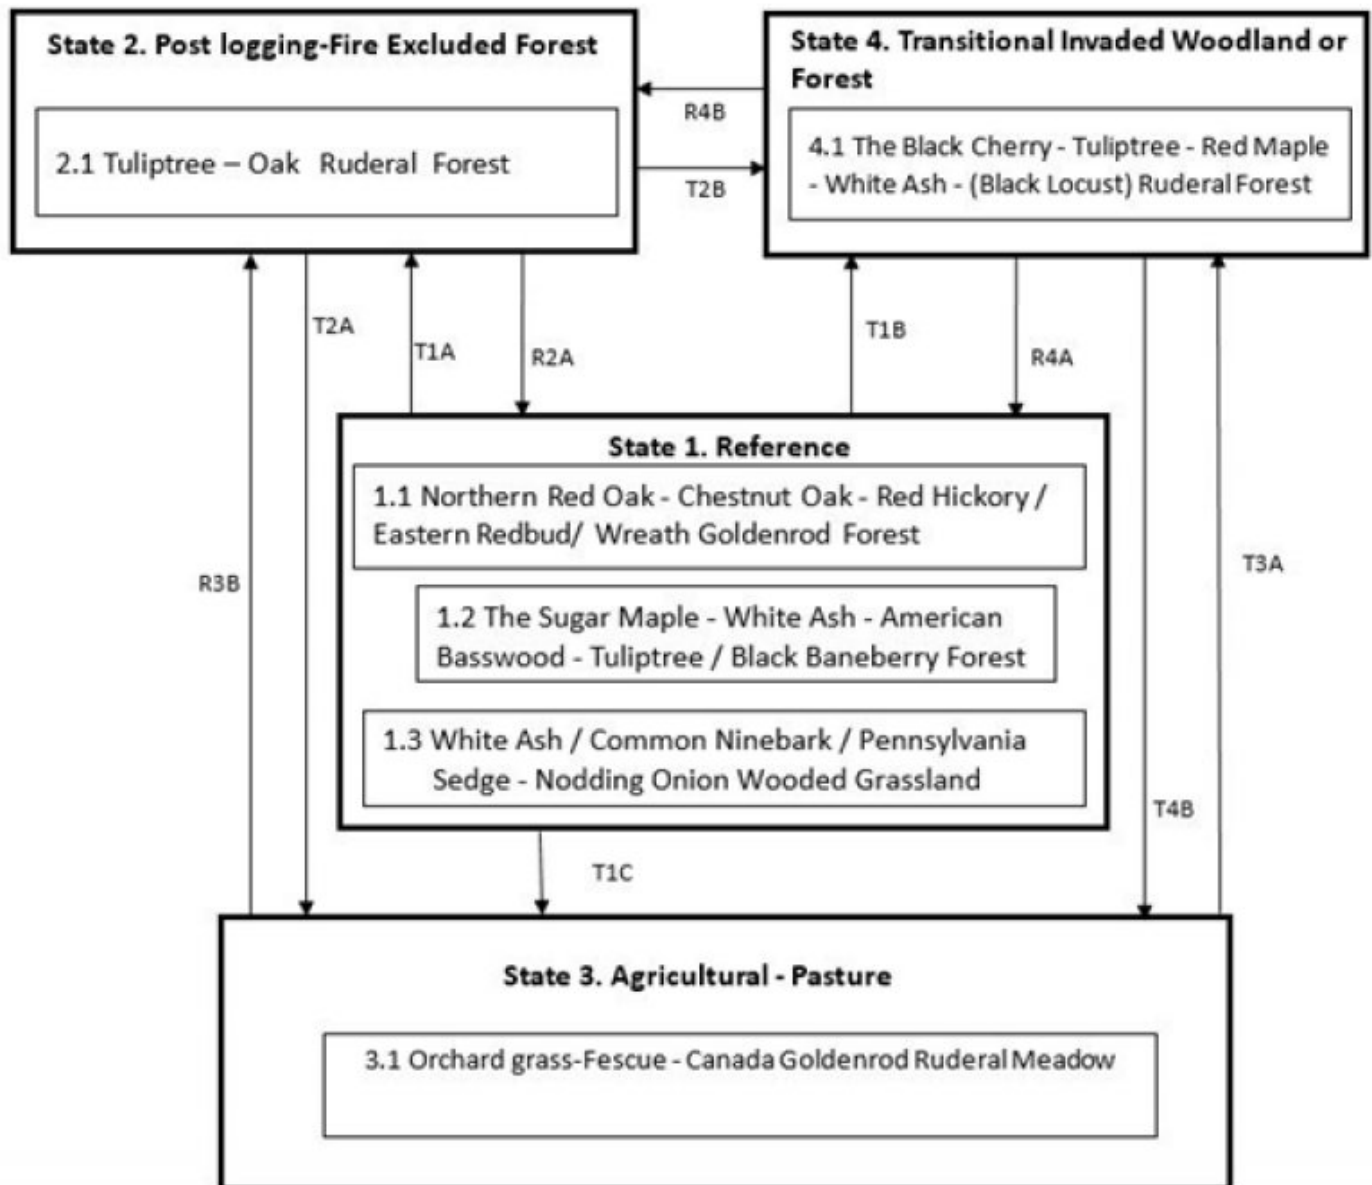 State 2. Post logging-Fire Excluded Forest
2.1 Tuliptree – Oak Ruderal Forest
State 4. Transitional Invaded Woodland or
Forest
4.1 The Black Cherry - Tuliptree - Red Maple
- White Ash - (Black Locust) Ruderal Forest
R4B
T2B
T2A
T1A
R2A
T1B
R4A
State 1. Reference
1.1 Northern Red Oak - Chestnut Oak - Red Hickory /
Eastern Redbud/ Wreath Goldenrod Forest
1.2 The Sugar Maple - White Ash - American
Basswood - Tuliptree / Black Baneberry Forest
1.3 White Ash / Common Ninebark / Pennsylvania
Sedge - Nodding Onion Wooded Grassland
R3B
T3A
T4B
T1C
State 3. Agricultural - Pasture
3.1 Orchard grass-Fescue - Canada Goldenrod Ruderal Meadow